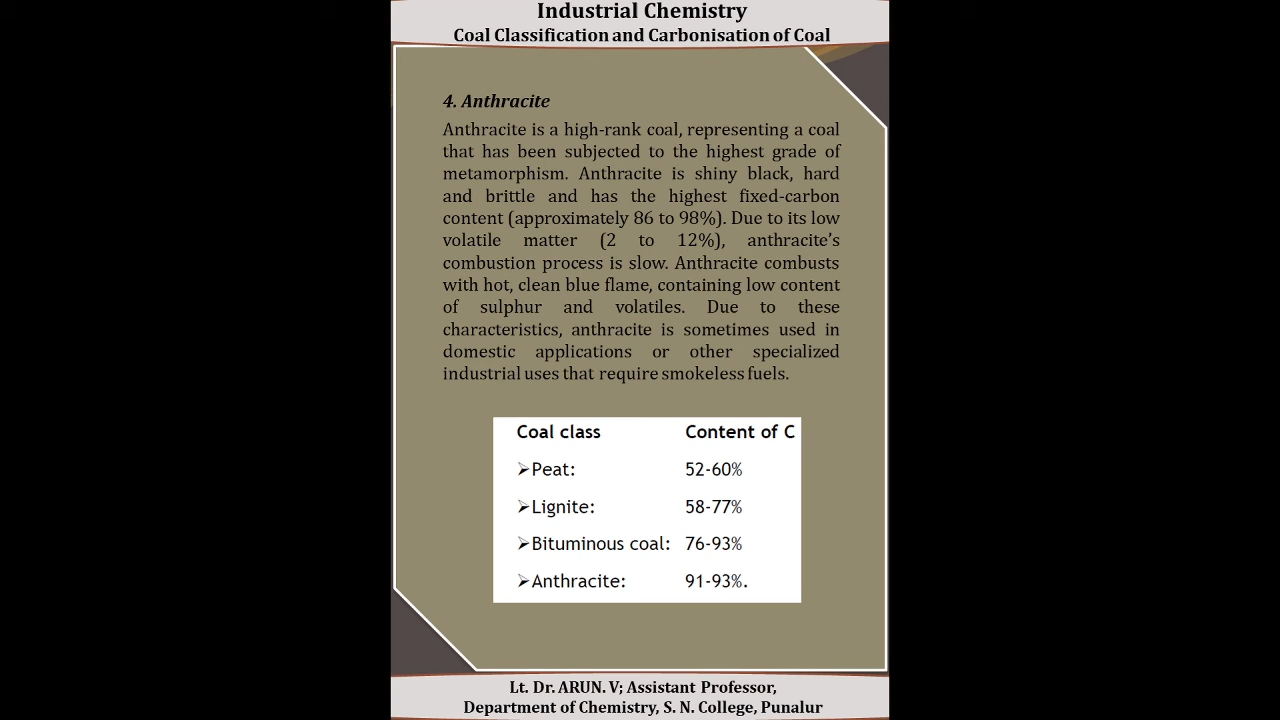 Industrial Chemistry
Coal Classification and Carbonisation of Coal
4. Anthracite
Anthracite is a high-rank coal, representing a coal
that has been subjected to the highest grade of
metamorphism. Anthracite is shiny black, hard
and brittle and has the highest fixed-carbon
content (approximately 86 to 98%). Due to its low
volatile matter (2 to 12%), anthracite’s
combustion process is slow. Anthracite combusts
with hot, clean blue flame, containing low content
of sulphur and volatiles. Due to these
characteristics, anthracite is sometimes used in
domestic applications or other specialized
industrial uses that require smokeless fuels.
Coal class Content of C
➢Peat: 52-60%
➢Lignite: 58-77%
➢Bituminous coal: 76-93%
➢Anthracite: 91-93%.
Lt. Dr. ARUN. V; Assistant Professor,
Department of Chemistry, S. N. College, Punalur